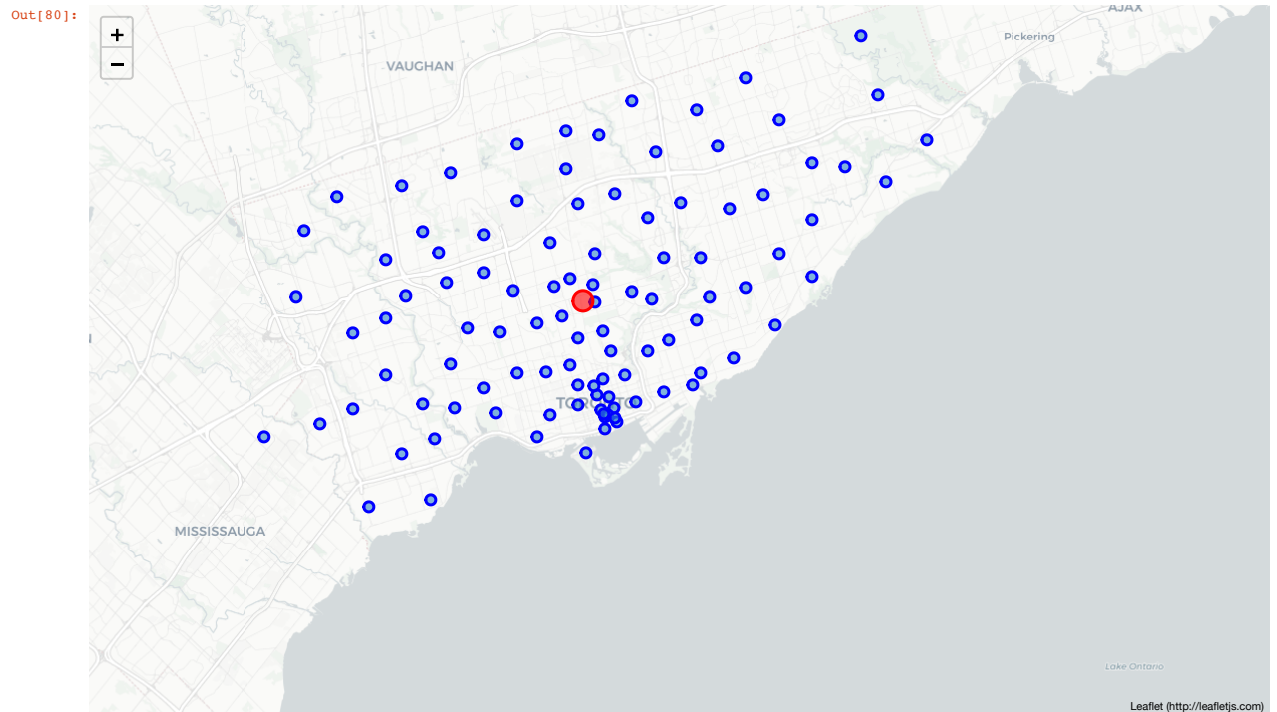 Out[80]:
+
−
AJAX
Pickering
VAUGHAN
TORONTO
MISSISSAUGA
Lake Ontario
Leaflet (http://leafletjs.com)